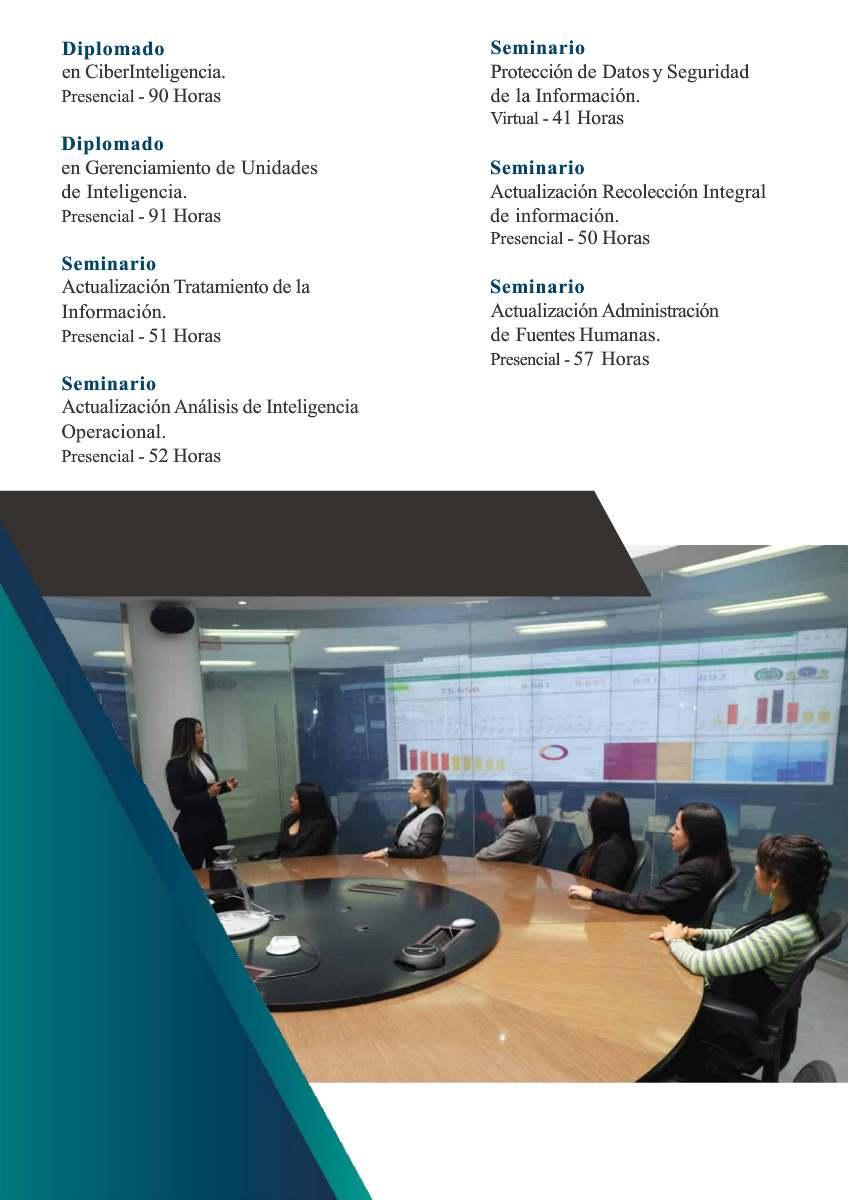 Diplomado
en CiberInteligencia.
Presencial - 90 Horas
Diplomado
en Gerenciamiento de Unidades
de Inteligencia.
Presencial - 91 Horas
Seminario
Actualización Tratamiento de la
Información.
Presencial - 51 Horas
Seminario
Actualización Análisis de Inteligencia
Operacional.
Presencial - 52 Horas
Seminario
Protección de Datos y Seguridad
de la Información.
Virtual - 41 Horas
Seminario
Actualización Recolección Integral
de información.
Presencial - 50 Horas
Seminario
Actualización Administración
de Fuentes Humanas.
Presencial - 57 Horas